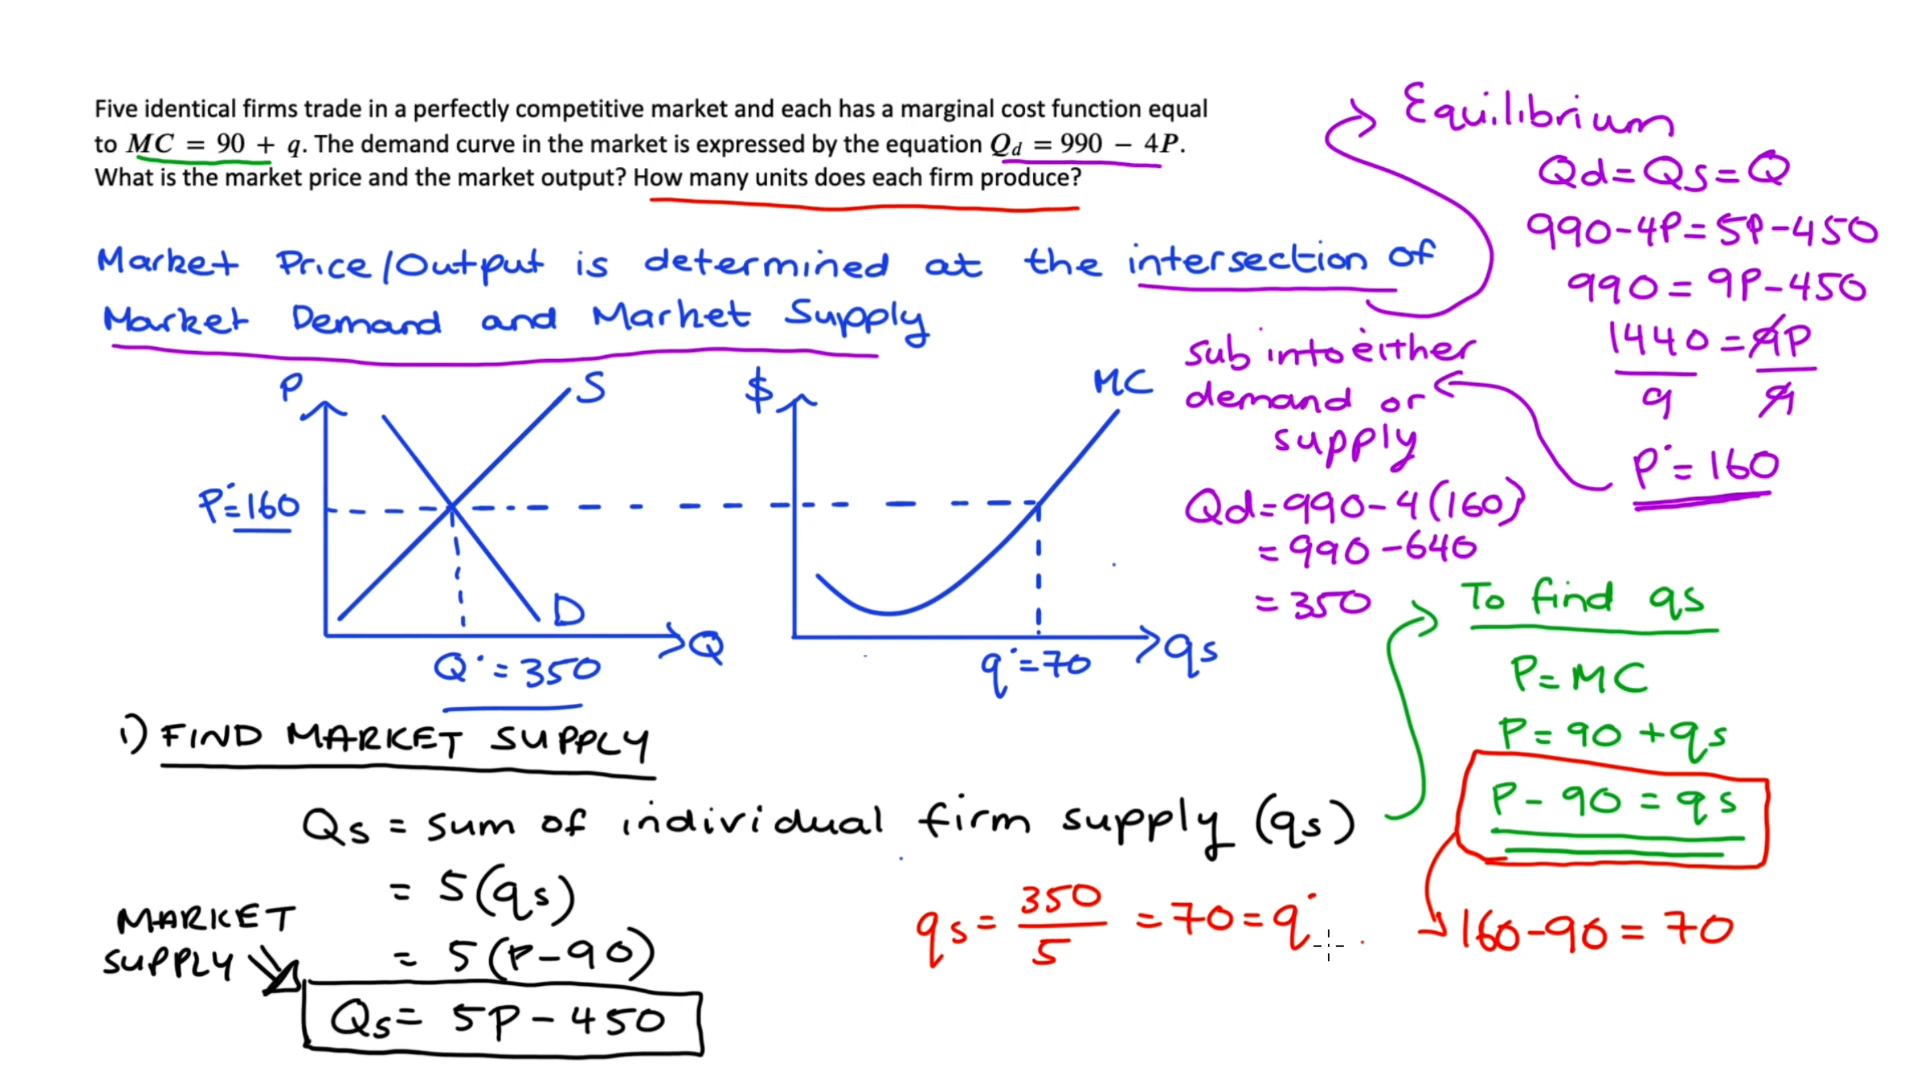 Five identical firms trade in a perfectly competitive market and each has a marginal cost function equal
to MC = 90 + q. The demand curve in the market is expressed by the equation Qd = 990 − 4P.
What is the market price and the market output? How many units does each firm produce?
Market Price/Output is determined at the intersection of
Market Demand and Market Supply
P
S
P*=160
D
Q
Q* = 350
$
MC
q*=70
qs
1) FIND MARKET SUPPLY
Qs = sum of individual firm supply (qs)
= 5(qs)
= 5(P-90)
MARKET
SUPPLY
Qs= 5P-450
Equilibrium
Qd=Qs=Q
990-4P=5P-450
990=9P-450
1440=9P
9 9
P*=160
sub into either
demand or
supply
Qd=990-4(160)
=990-640
=350
To find qs
P=MC
P=90+qs
P-90=qs
160-90=70
qs=350/5=70=q*